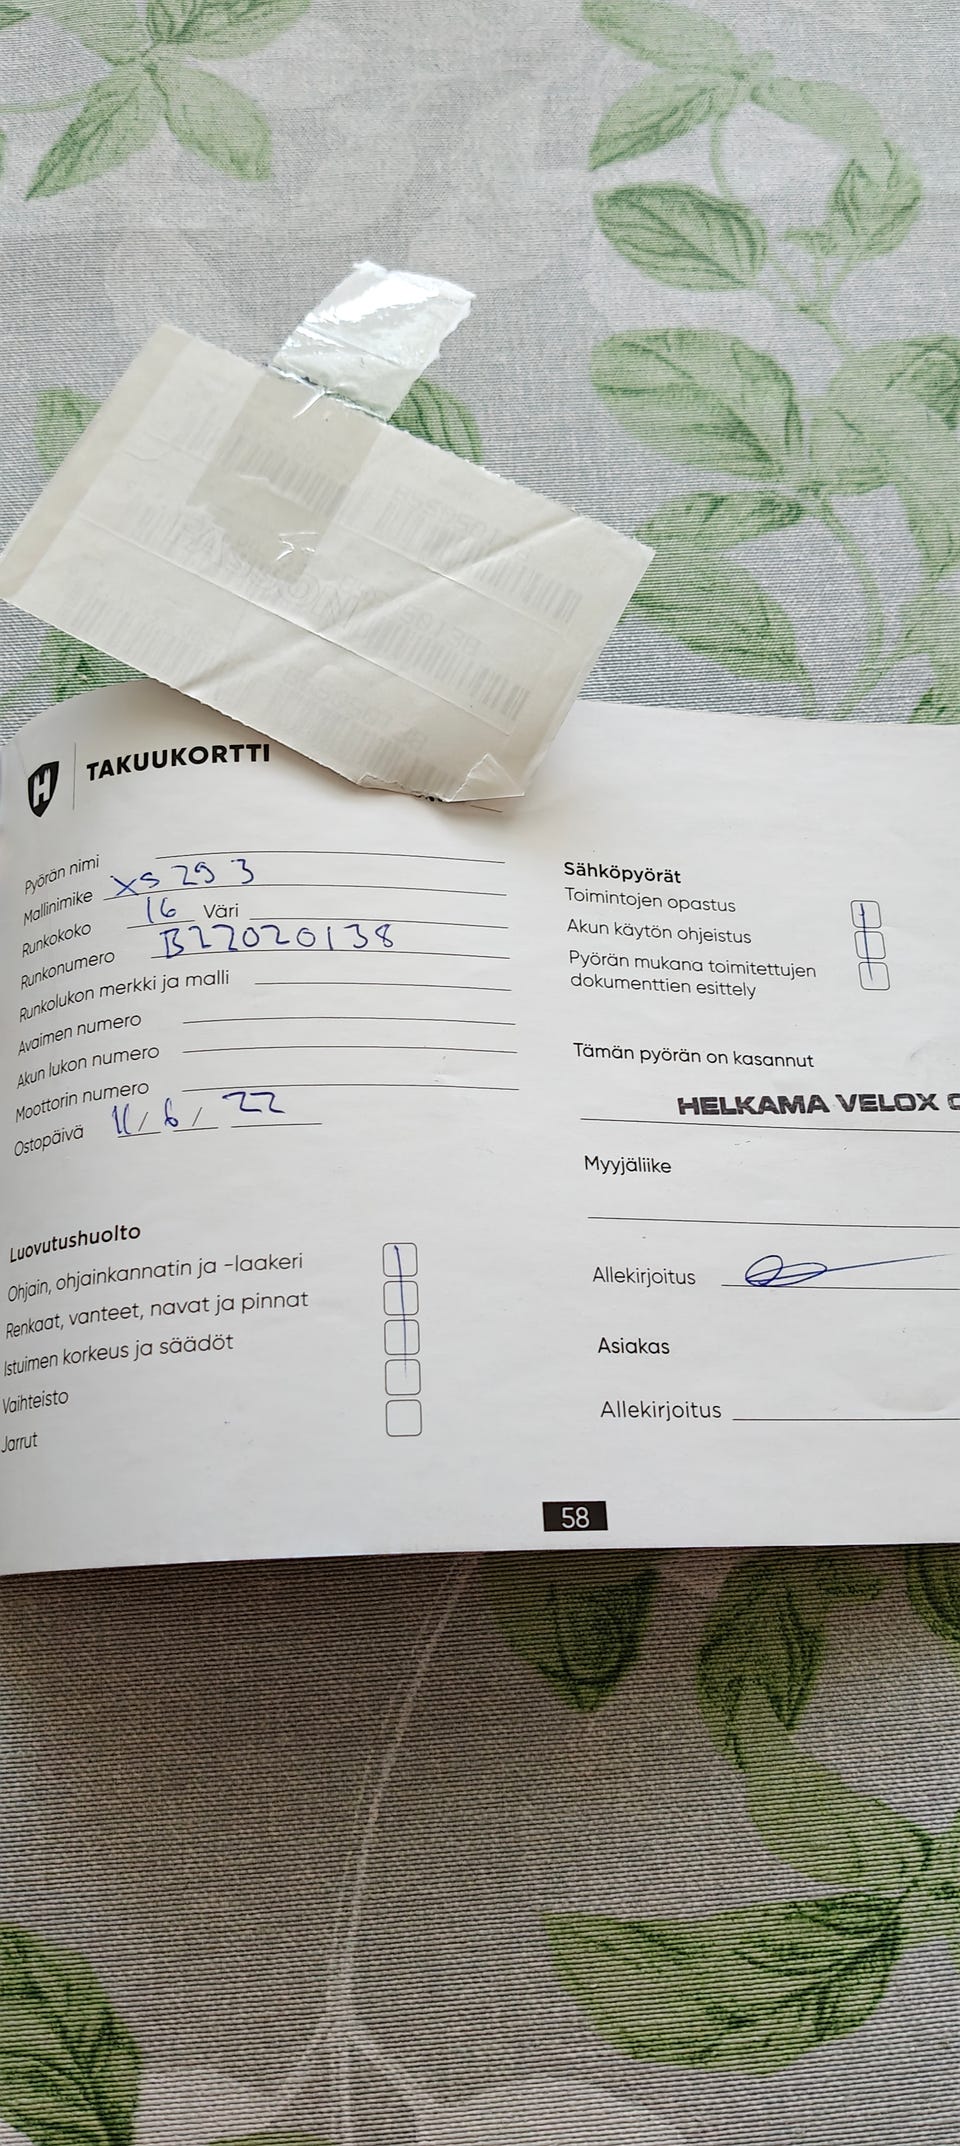 H TAKUUKORTTI
Pyörän nimi
Mallinimike XS 29 3
Runkokoko 16 Väri
Runkonumero B22020138
Runkolukon merkki ja malli
Avaimen numero
Akun lukon numero
Moottorin numero
Ostopäivä 11 / 6 / 22
Luovutushuolto
Ohjain, ohjainkannatin ja -laakeri
Renkaat, vanteet, navat ja pinnat
Istuimen korkeus ja säädöt
Vaihteisto
Jarrut
Sähköpyörät
Toimintojen opastus
Akun käytön ohjeistus
Pyörän mukana toimitettujen
dokumenttien esittely
Tämän pyörän on kasannut
HELKAMA VELOX
Myyjäliike
Allekirjoitus
Asiakas
Allekirjoitus
58